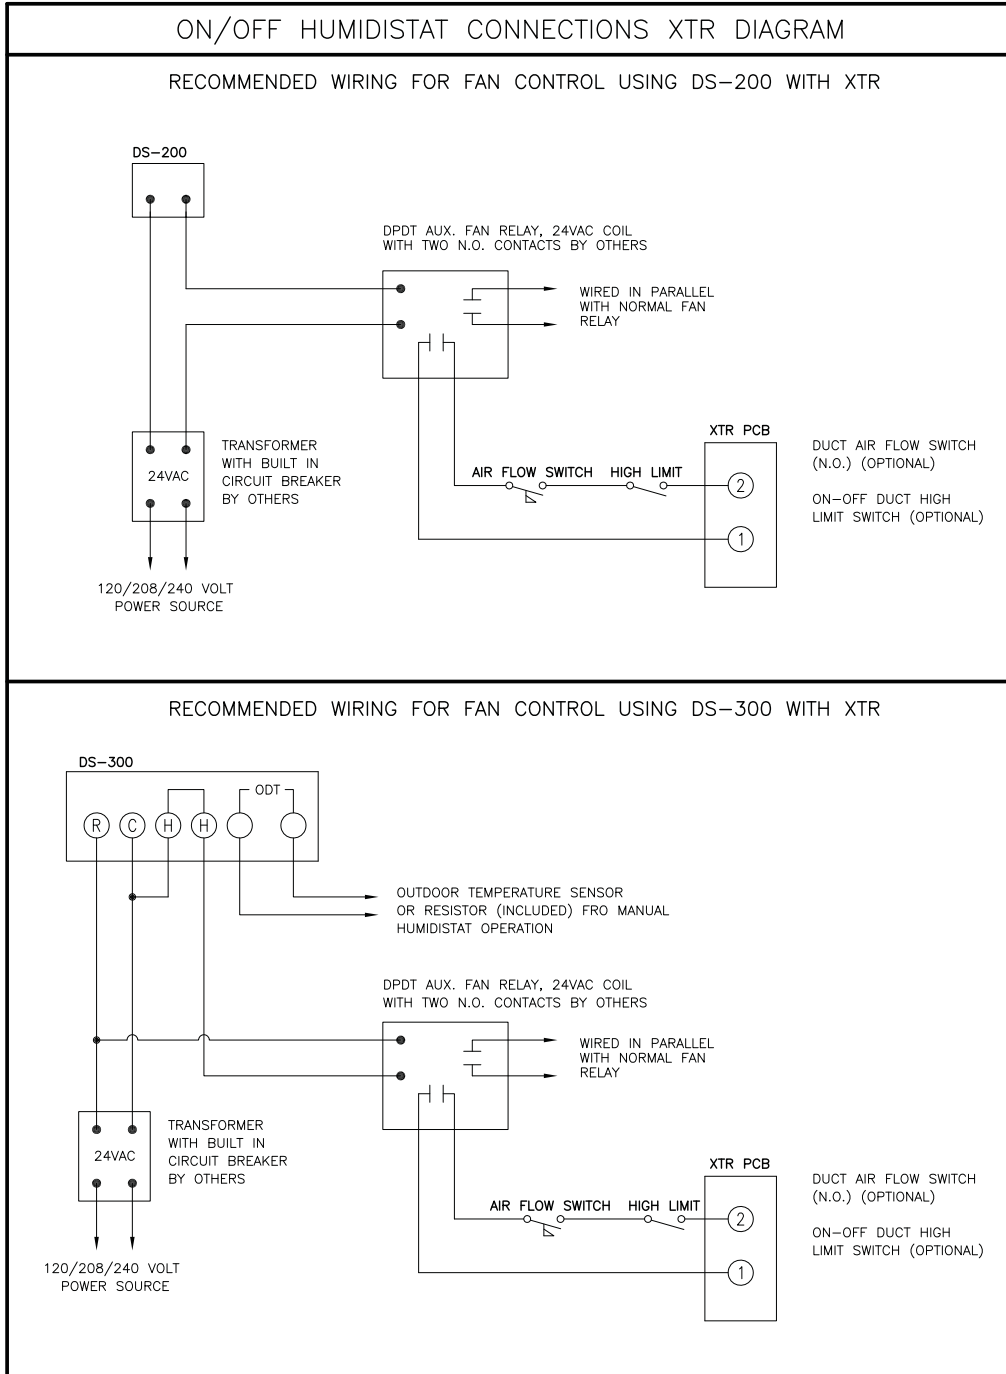 ON/OFF HUMIDISTAT CONNECTIONS XTR DIAGRAM
RECOMMENDED WIRING FOR FAN CONTROL USING DS-200 WITH XTR
DS-200
DPDT AUX. FAN RELAY, 24VAC COIL
WITH TWO N.O. CONTACTS BY OTHERS
WIRED IN PARALLEL
WITH NORMAL FAN
RELAY
24VAC
TRANSFORMER
WITH BUILT IN
CIRCUIT BREAKER
BY OTHERS
120/208/240 VOLT
POWER SOURCE
AIR FLOW SWITCH
HIGH LIMIT
XTR PCB
2
1
DUCT AIR FLOW SWITCH
(N.O.) (OPTIONAL)
ON-OFF DUCT HIGH
LIMIT SWITCH (OPTIONAL)
RECOMMENDED WIRING FOR FAN CONTROL USING DS-300 WITH XTR
DS-300
ODT
R C H H
OUTDOOR TEMPERATURE SENSOR
OR RESISTOR (INCLUDED) FRO MANUAL
HUMIDISTAT OPERATION
DPDT AUX. FAN RELAY, 24VAC COIL
WITH TWO N.O. CONTACTS BY OTHERS
WIRED IN PARALLEL
WITH NORMAL FAN
RELAY
24VAC
TRANSFORMER
WITH BUILT IN
CIRCUIT BREAKER
BY OTHERS
120/208/240 VOLT
POWER SOURCE
AIR FLOW SWITCH
HIGH LIMIT
XTR PCB
2
1
DUCT AIR FLOW SWITCH
(N.O.) (OPTIONAL)
ON-OFF DUCT HIGH
LIMIT SWITCH (OPTIONAL)